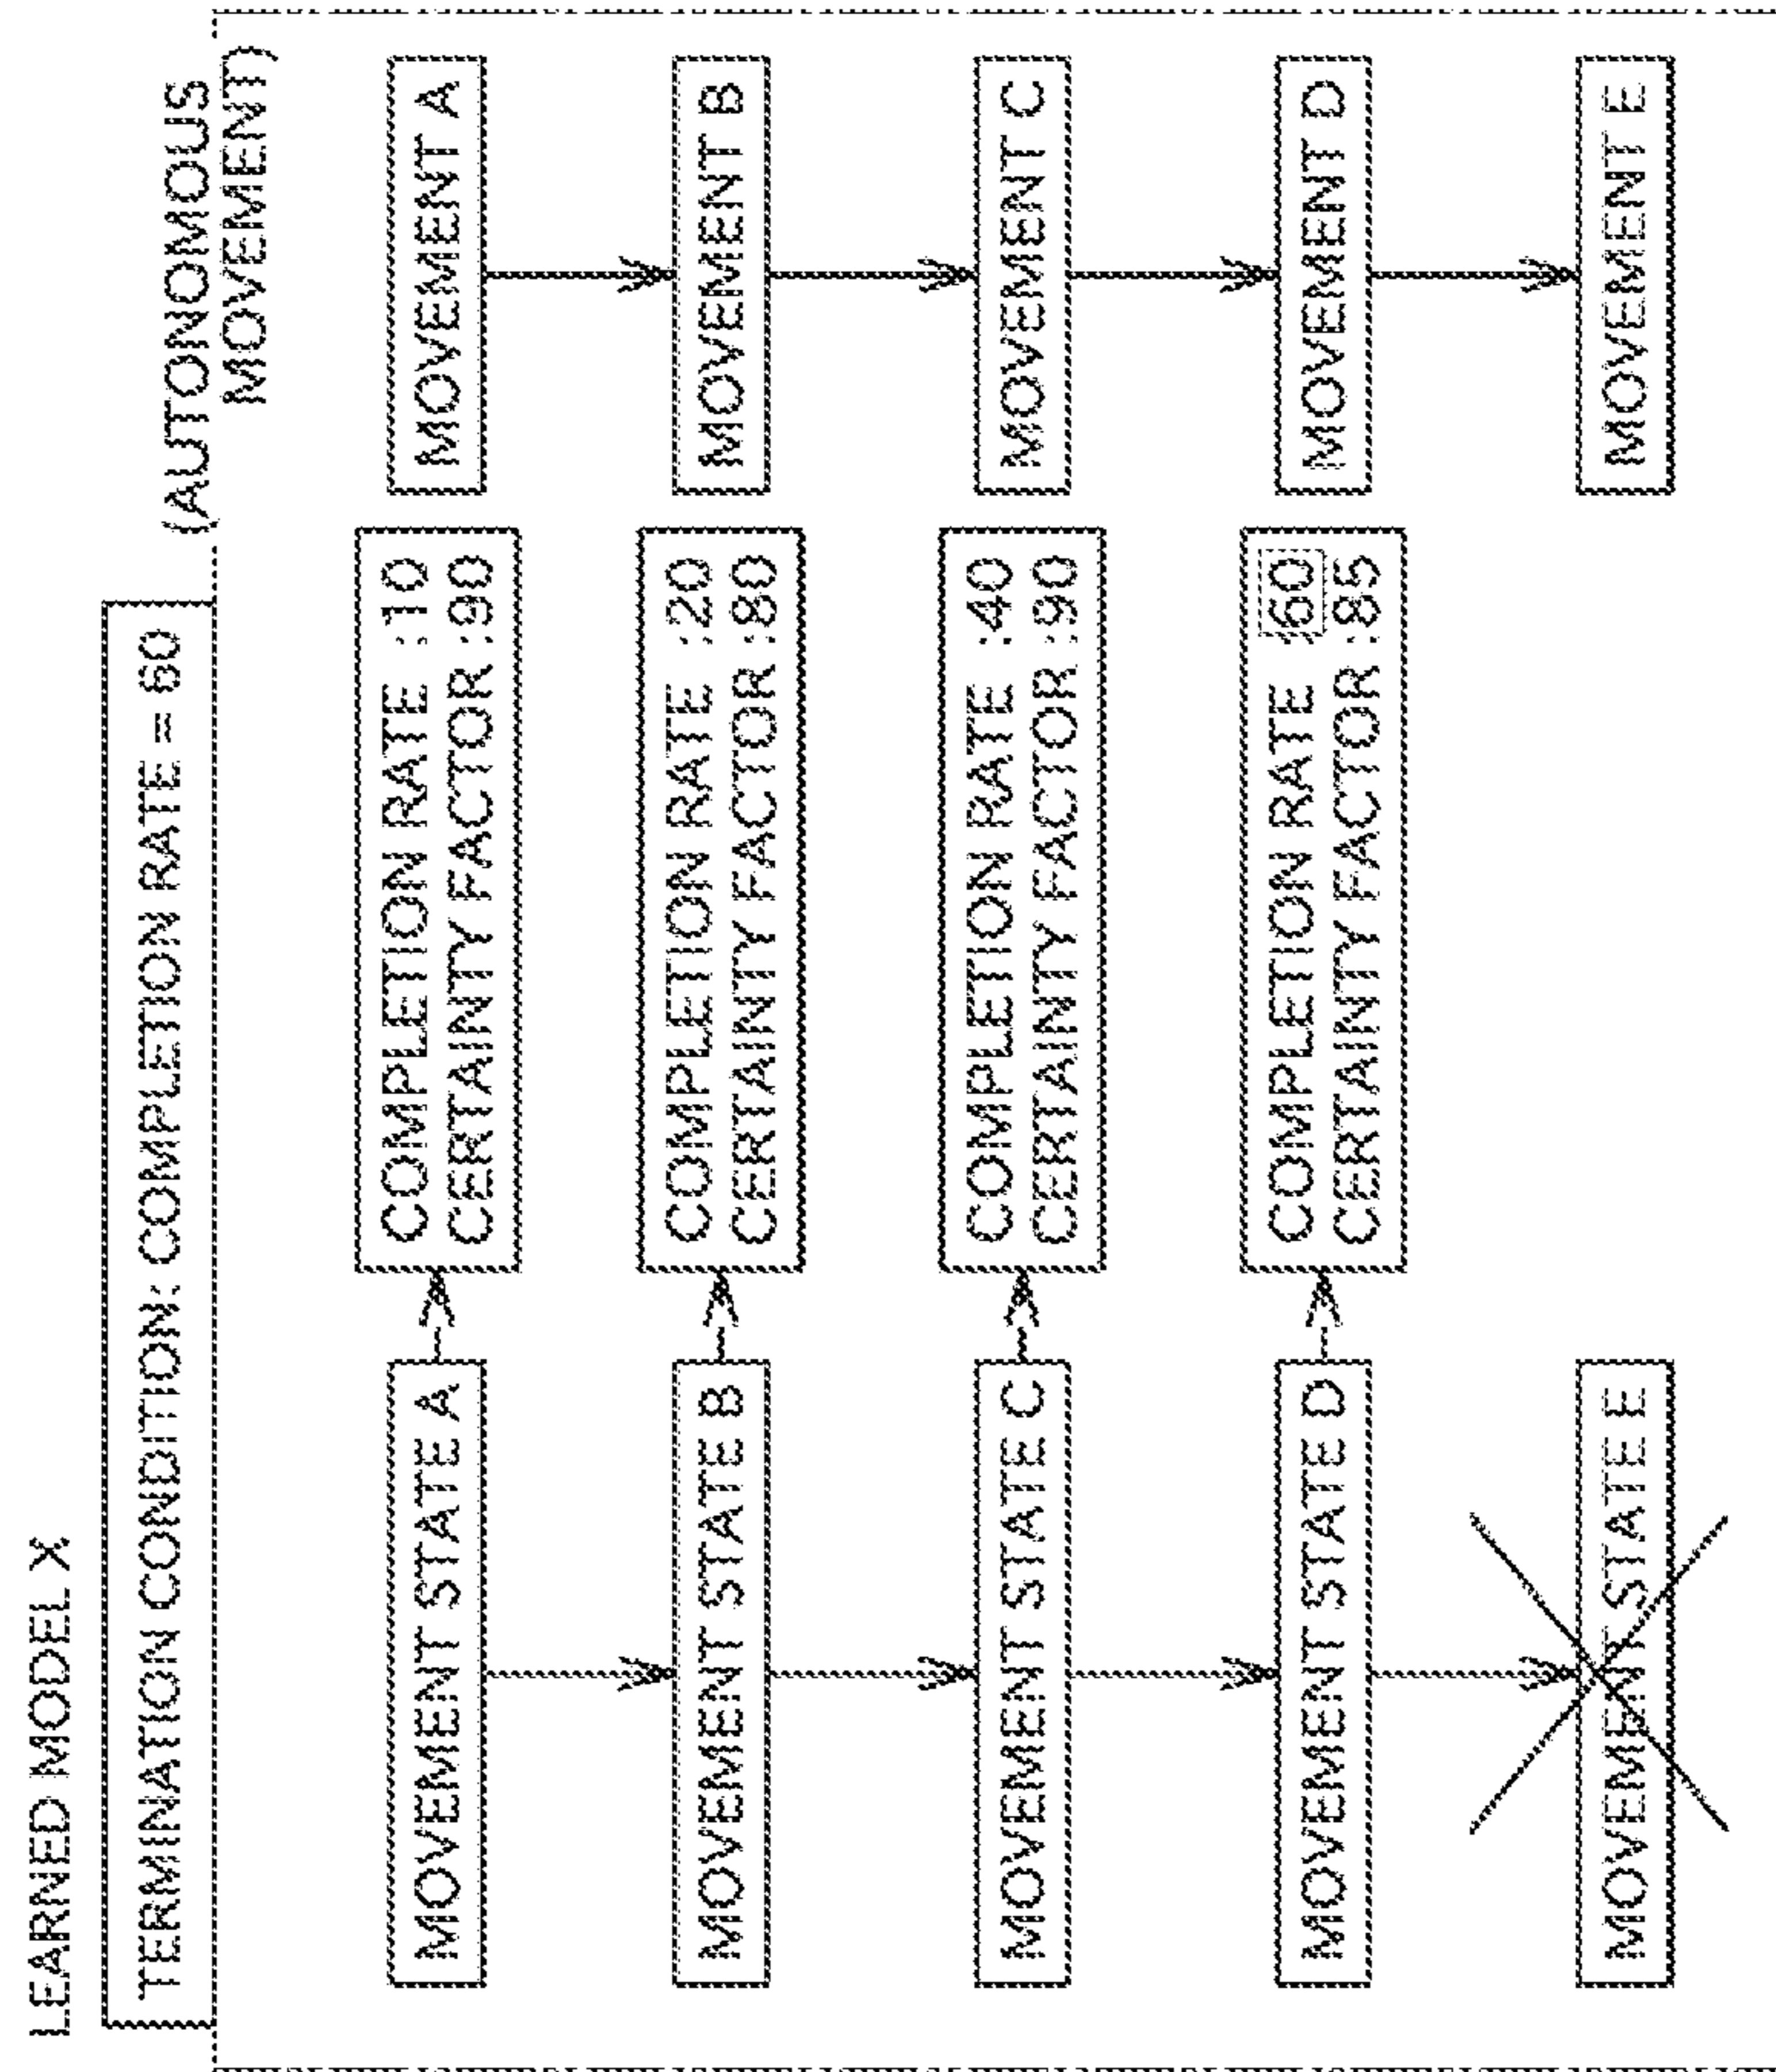 LEARNED MODEL X
TERMINATION CONDITION: COMPLETION RATE = 60
(AUTONOMOUS
MOVEMENT)
MOVEMENT STATE A
COMPLETION RATE :10
CERTAINTY FACTOR :90
MOVEMENT A
MOVEMENT STATE B
COMPLETION RATE :20
CERTAINTY FACTOR :80
MOVEMENT B
MOVEMENT STATE C
COMPLETION RATE :40
CERTAINTY FACTOR :90
MOVEMENT C
MOVEMENT STATE D
COMPLETION RATE :60
CERTAINTY FACTOR :85
MOVEMENT D
MOVEMENT STATE E
MOVEMENT E